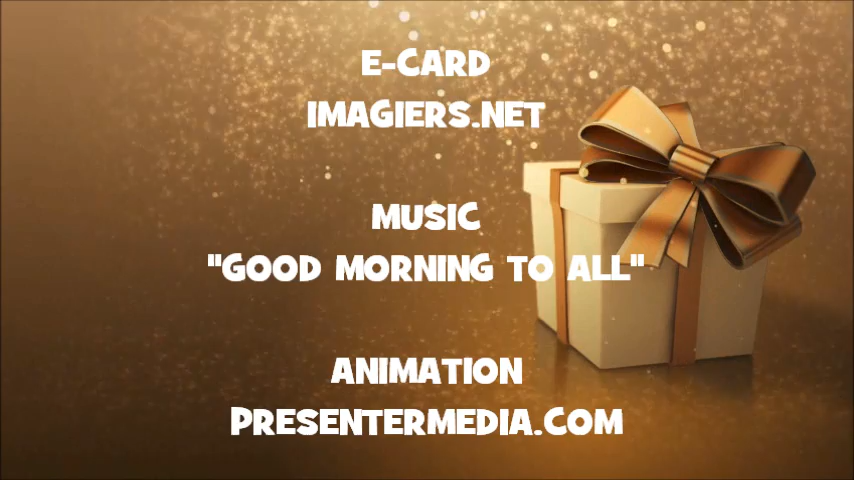 E-CARD
IMAGIERS.NET
MUSIC
"GOOD MORNING TO ALL"
ANIMATION
PRESENTERMEDIA.COM